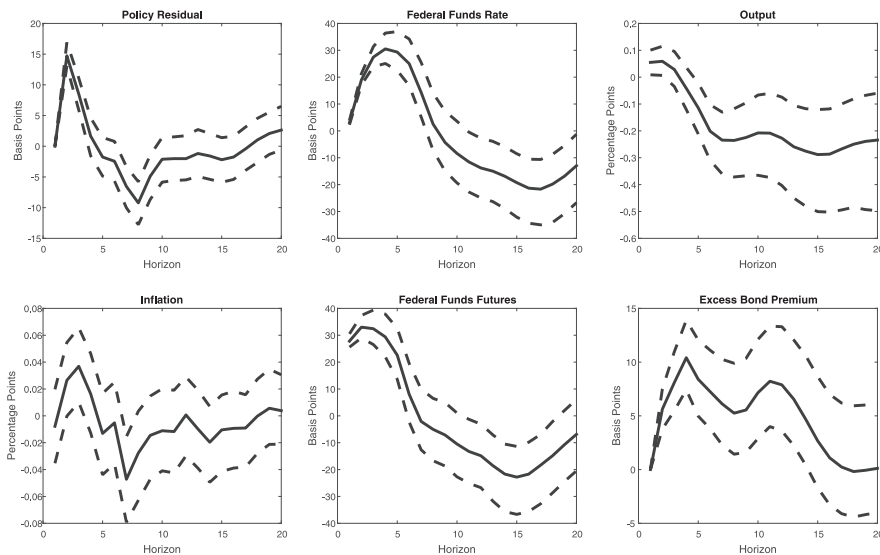 Policy Residual
20
15
10
5
0
-5
-10
-15
0 5 10 15 20
Basis Points
Horizon
Federal Funds Rate
40
30
20
10
0
-10
-20
-30
-40
0 5 10 15 20
Basis Points
Horizon
Output
0,2
0,1
0
-0,1
-0,2
-0,3
-0,4
-0,5
-0,6
0 5 10 15 20
Percentage Points
Horizon
Inflation
0,08
0,06
0,04
0,02
0
-0,02
-0,04
-0,06
-0,08
0 5 10 15 20
Percentage Points
Horizon
Federal Funds Futures
40
30
20
10
0
-10
-20
-30
-40
0 5 10 15 20
Basis Points
Horizon
Excess Bond Premium
15
10
5
0
-5
0 5 10 15 20
Basis Points
Horizon